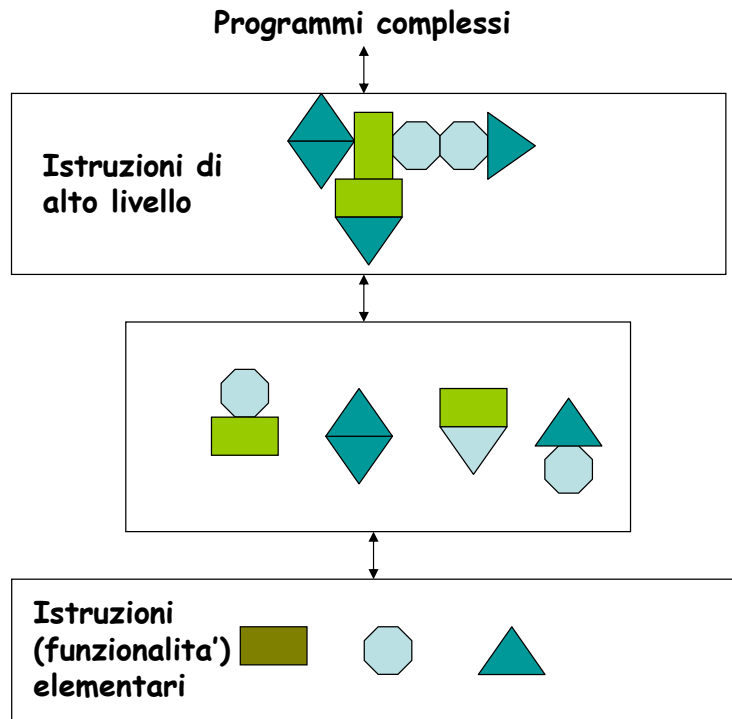 Programmi complessi
Istruzioni di
alto livello
Istruzioni
(funzionalita')
elementari